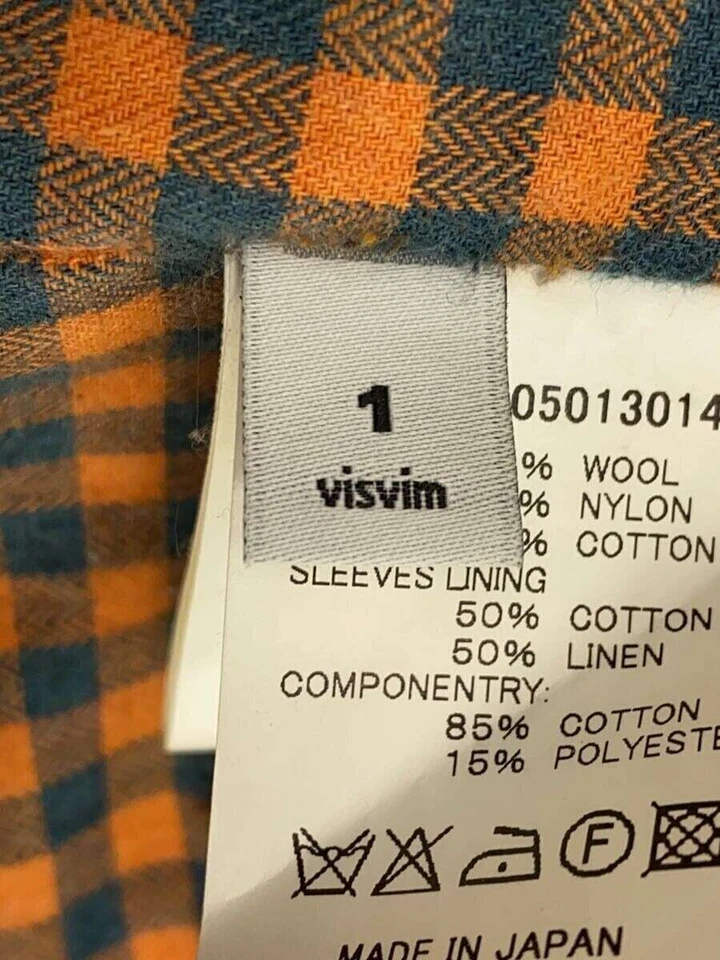 1
visvim
05013014
% WOOL
% NYLON
% COTTON
SLEEVES LINING
50% COTTON
50% LINEN
COMPONENTRY:
85% COTTON
15% POLYESTE
F
MADE IN JAPAN